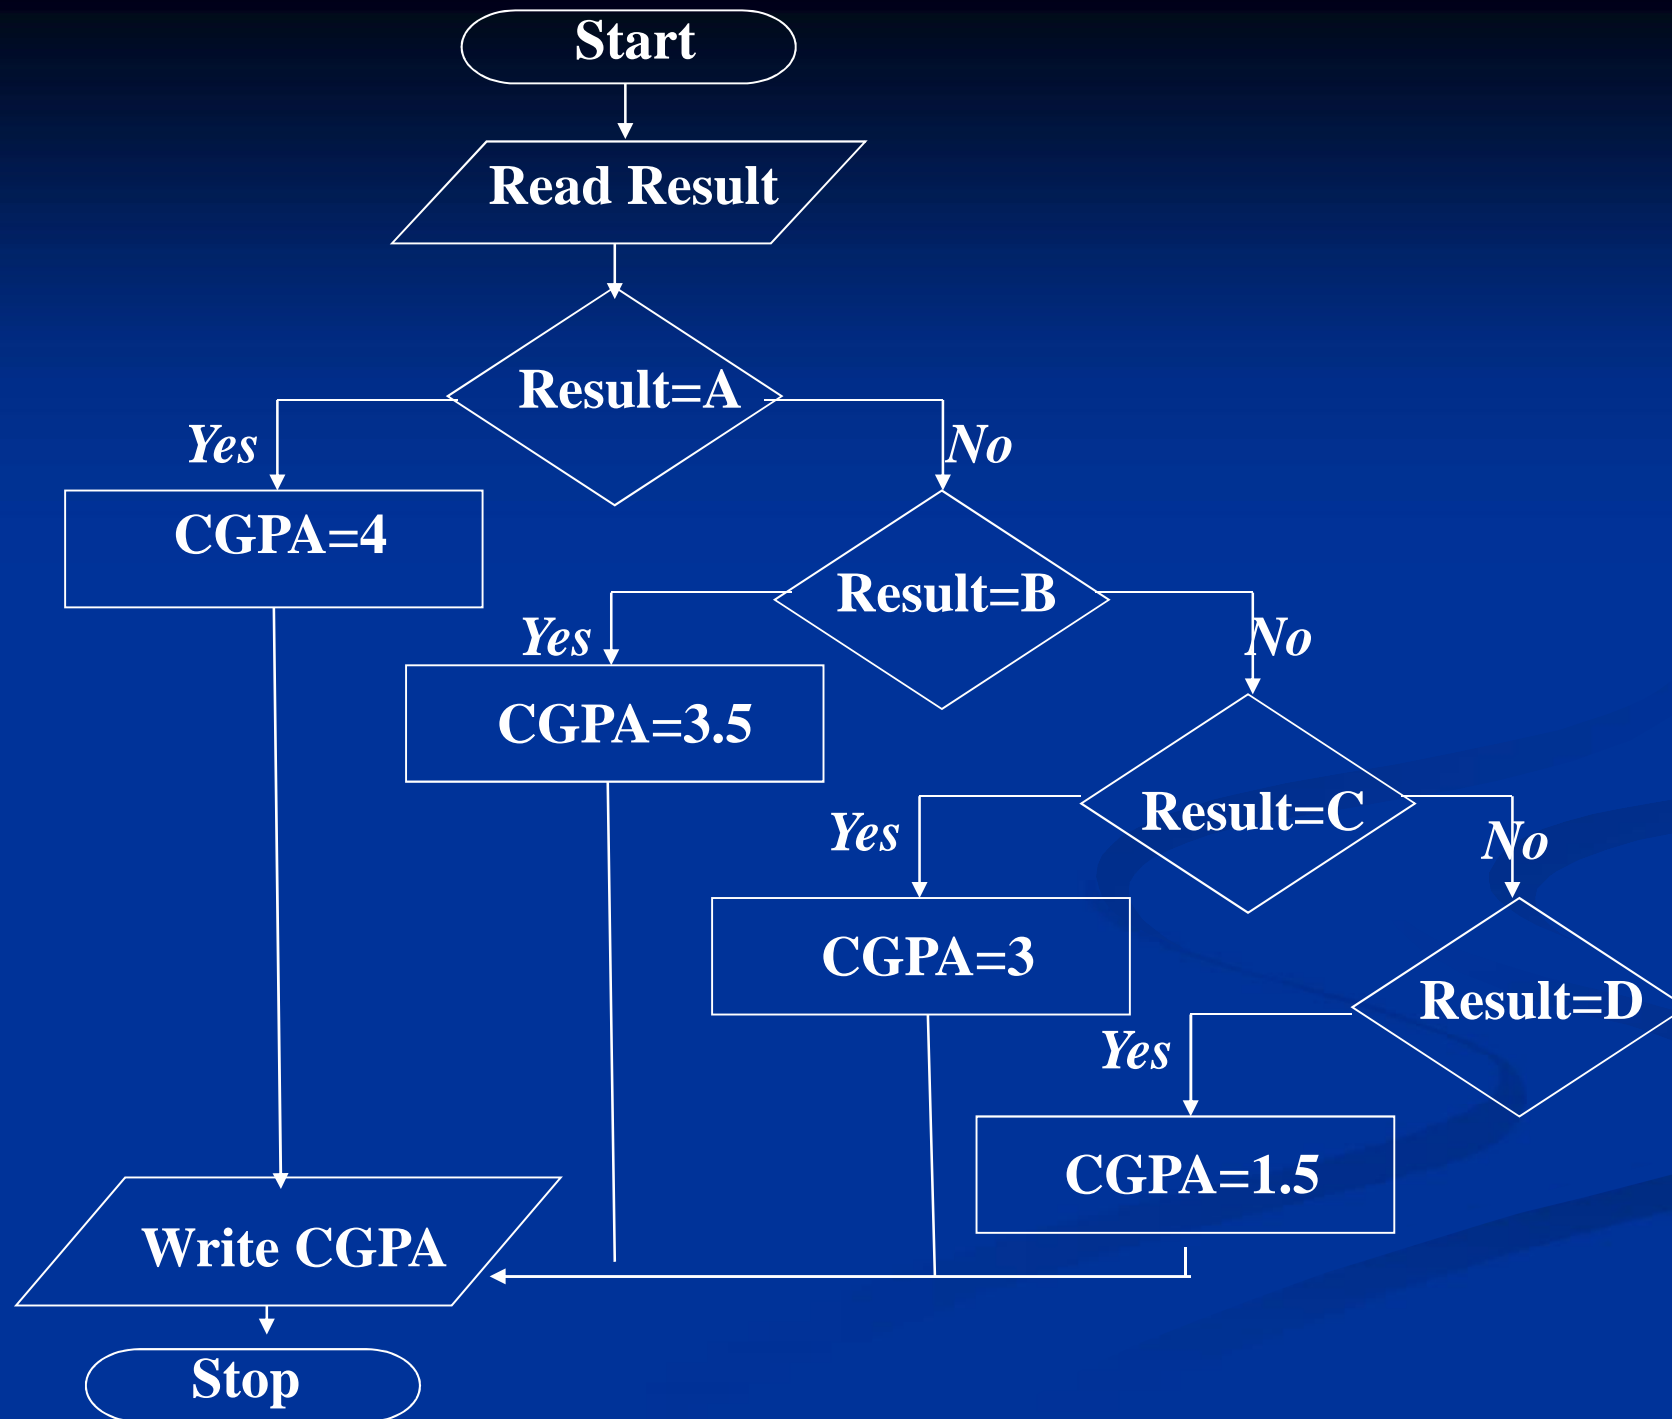 Start
Read Result
Result=A
Yes
No
CGPA=4
Result=B
Yes
No
CGPA=3.5
Result=C
Yes
No
CGPA=3
Result=D
Yes
CGPA=1.5
Write CGPA
Stop